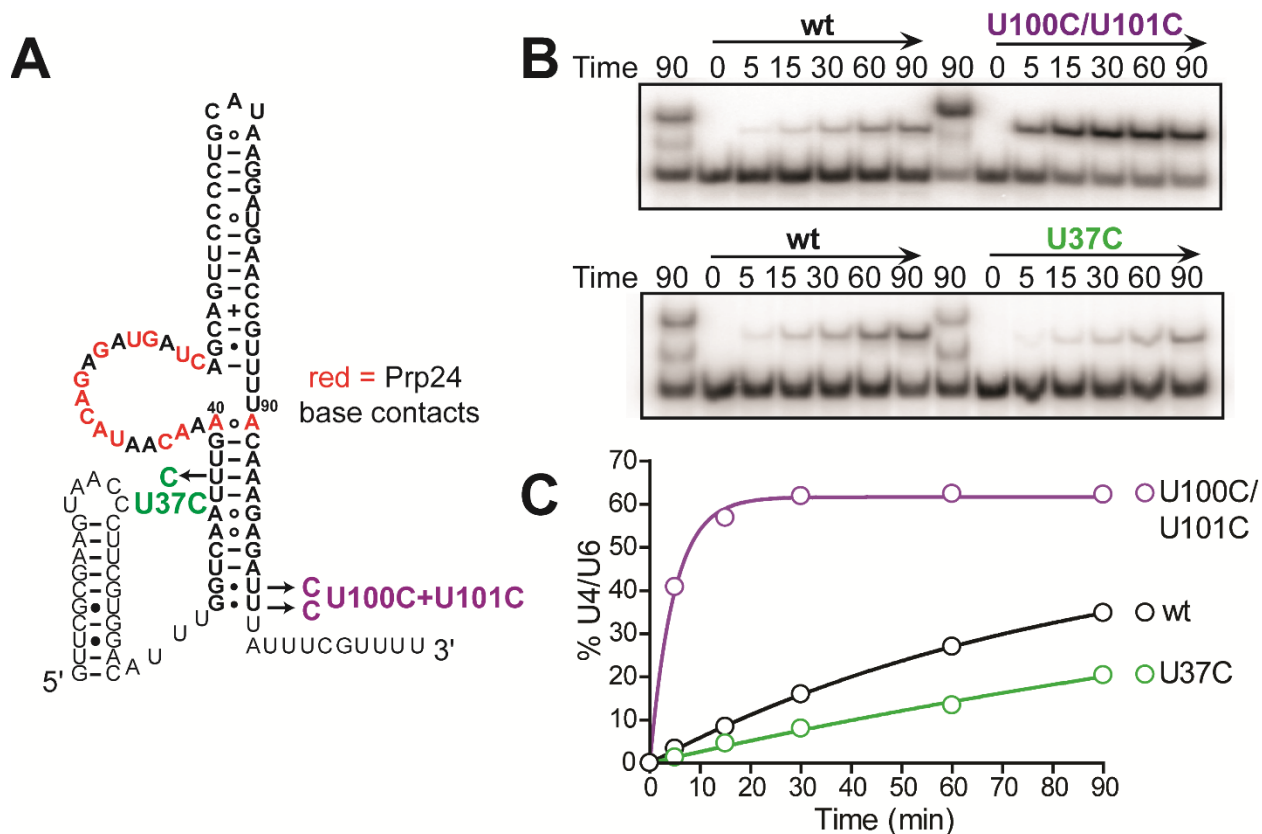 A
A
C U
G A
U A
C G
C G
C A
C U
U G
U A
G A
A C
C C
G G
A U
U
U
U
A A C A A U A C A G A G A U G A U C
40 90
A A
G C
U A
U A
U A
A G
A A
C G
U A
G U
G U
U
red = Prp24
base contacts
C
U37C
C
C
U100C+U101C
5' G U U C G C G A A G U A A C C C U U C G U G G A C A U U U
A U U U C G U U U U 3'
B
wt U100C/U101C
Time 90 0 5 15 30 60 90 90 0 5 15 30 60 90
wt U37C
Time 90 0 5 15 30 60 90 90 0 5 15 30 60 90
C
% U4/U6
70
60
50
40
30
20
10
0
0 10 20 30 40 50 60 70 80 90
Time (min)
U100C/
U101C
wt
U37C